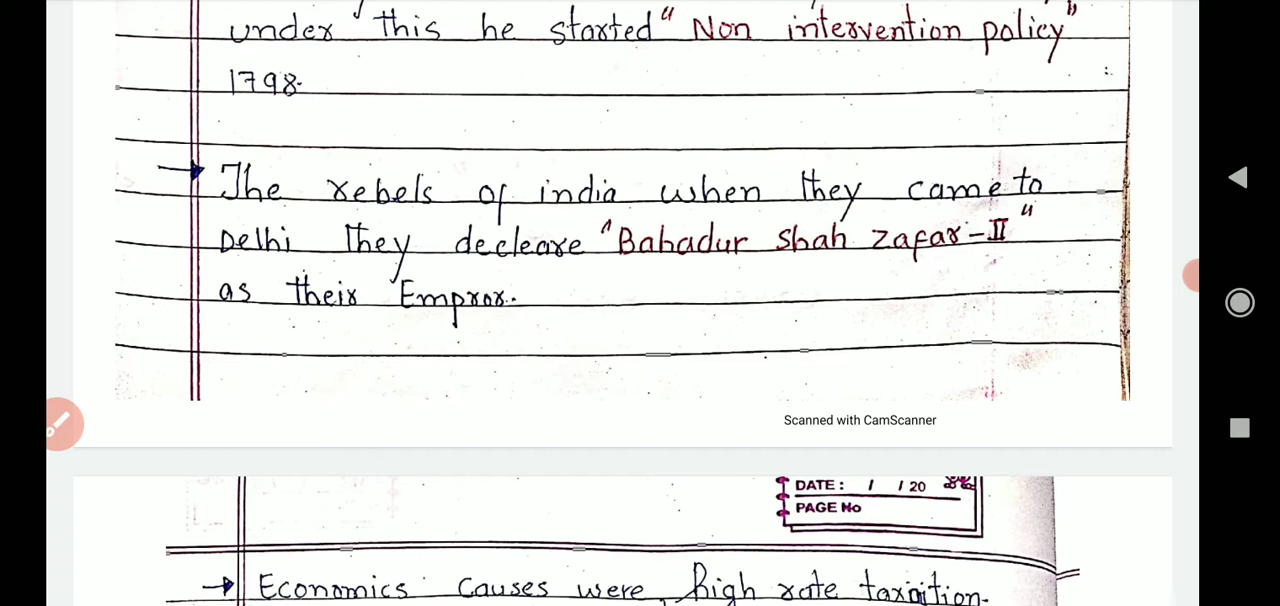 under this he started "Non intervention policy"
1798.
→ The rebels of india when they came to
Delhi They decleare "Bahadur Shah Zafar-II"
as their Empror.
Scanned with CamScanner
DATE: / / 20
PAGE No
→ Economics causes were, high rate taxaition.